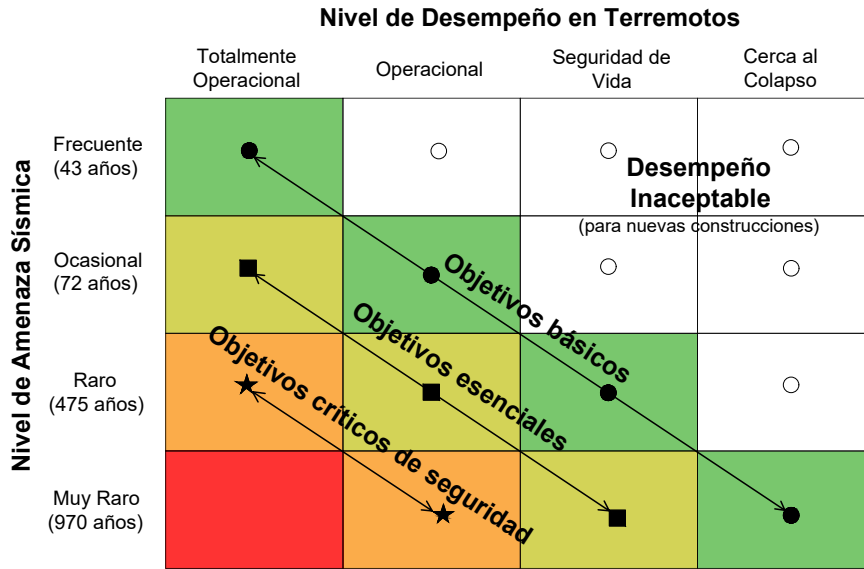 Nivel de Desempeño en Terremotos
Totalmente
Operacional
Operacional
Seguridad de
Vida
Cerca al
Colapso
Nivel de Amenaza Sísmica
Frecuente
(43 años)
Desempeño
Inaceptable
(para nuevas construcciones)
Ocasional
(72 años)
Objetivos básicos
Objetivos esenciales
Objetivos críticos de seguridad
Raro
(475 años)
Muy Raro
(970 años)